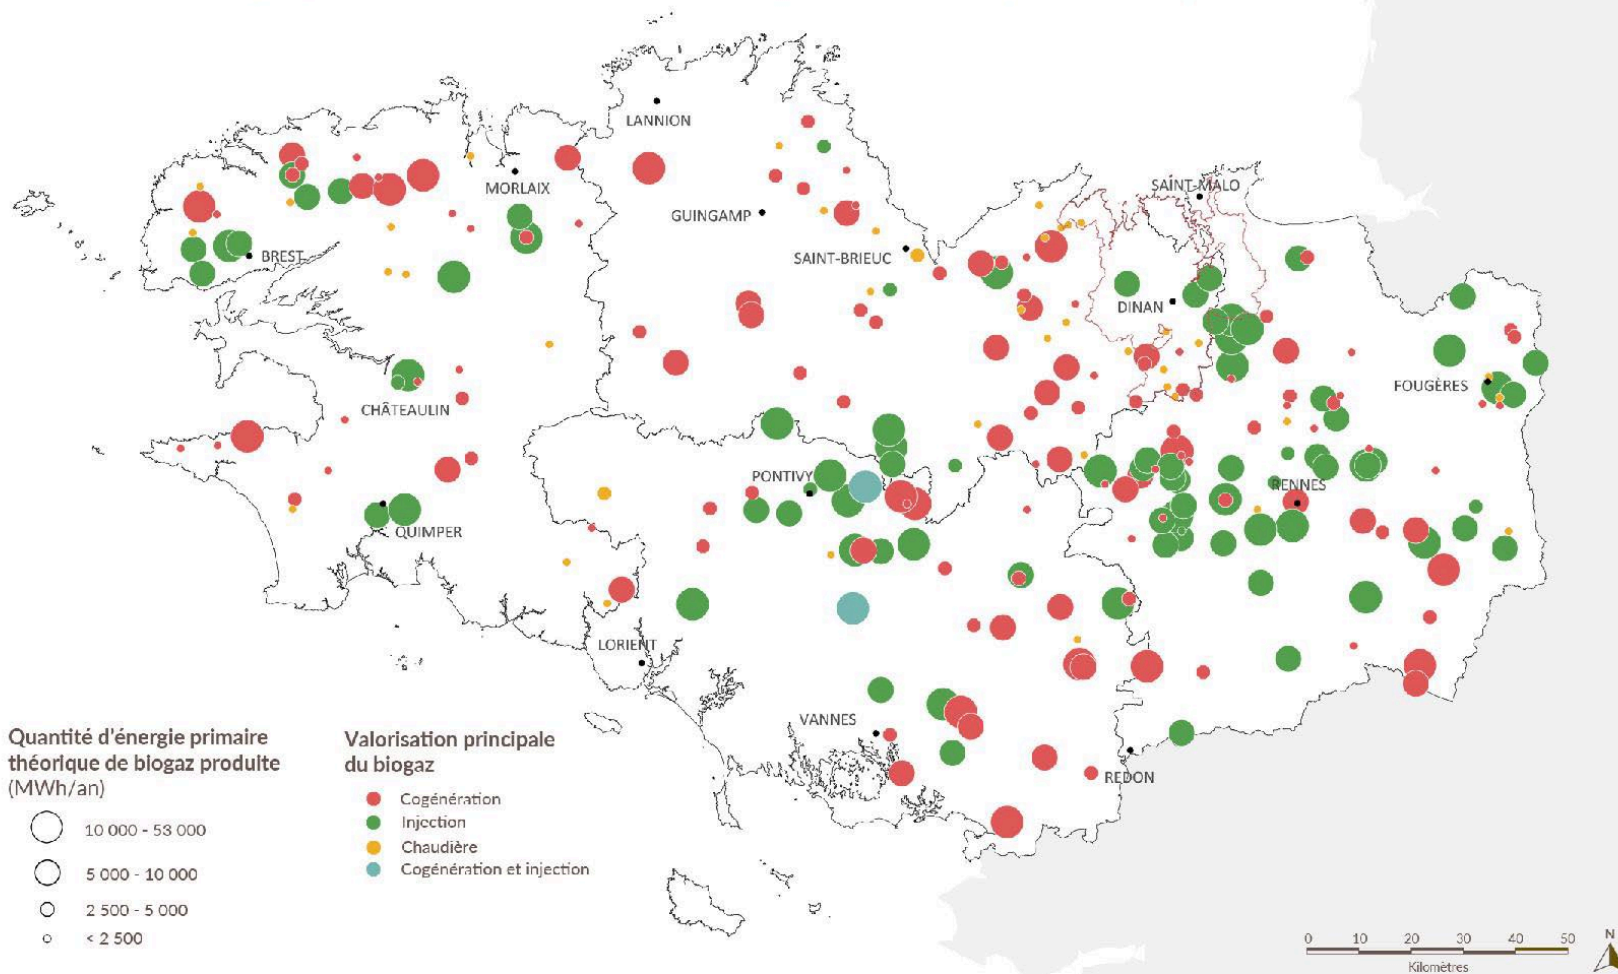 LANNION
MORLAIX
SAINT-MALO
GUINGAMP
BREST
SAINT-BRIEUC
DINAN
FOUGÈRES
CHÂTEAULIN
PONTIVY
RENNES
QUIMPER
LORIENT
VANNES
REDON
Quantité d'énergie primaire
théorique de biogaz produite
(MWh/an)
10 000 - 53 000
5 000 - 10 000
2 500 - 5 000
< 2 500
Valorisation principale
du biogaz
Cogénération
Injection
Chaudière
Cogénération et injection
0 10 20 30 40 50
Kilomètres
N